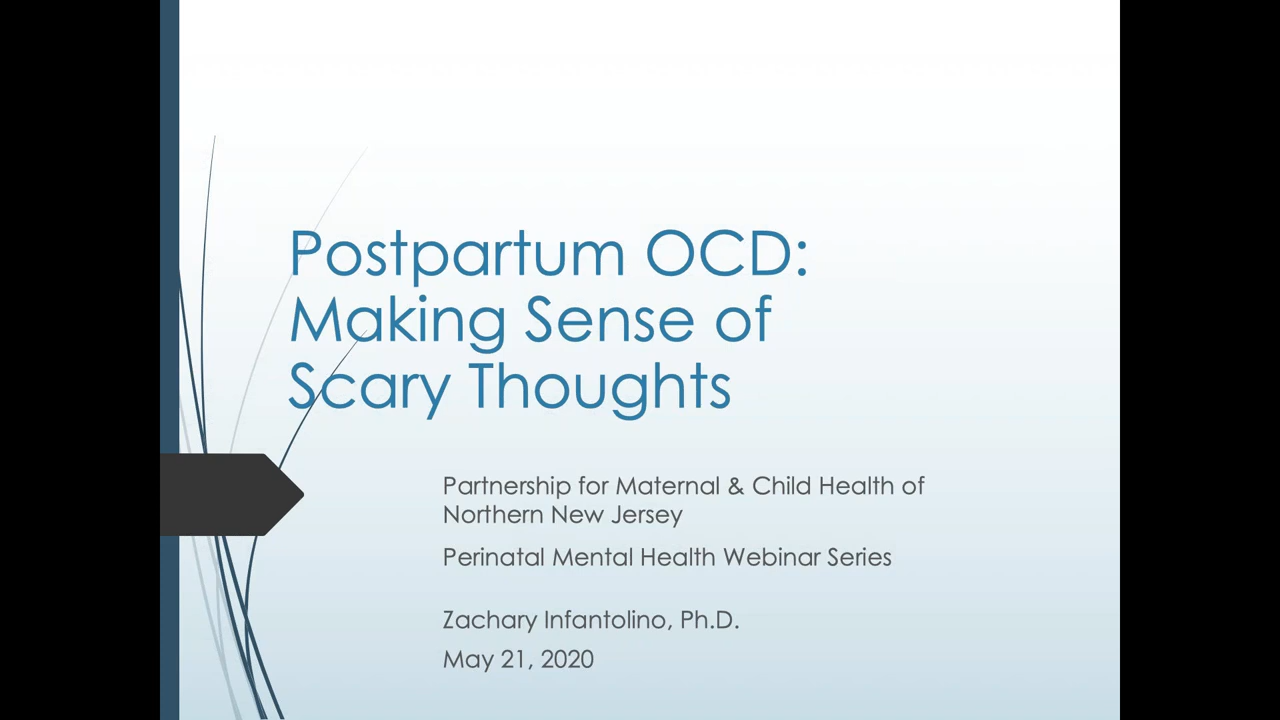 Postpartum OCD:
Making Sense of
Scary Thoughts
Partnership for Maternal & Child Health of
Northern New Jersey
Perinatal Mental Health Webinar Series
Zachary Infantolino, Ph.D.
May 21, 2020